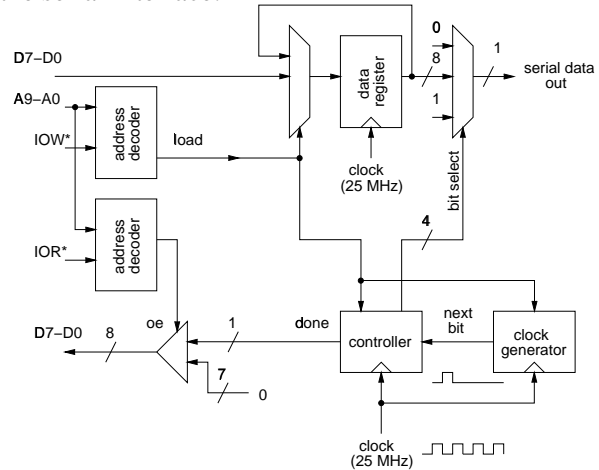 D7–D0
A9–A0
IOW*
address decoder
load
data register
clock
(25 MHz)
0
8
1
1
serial data
out
bit select
4
IOR*
address decoder
oe
D7–D0
8
1
done
7
0
controller
next
bit
clock
generator
clock
(25 MHz)